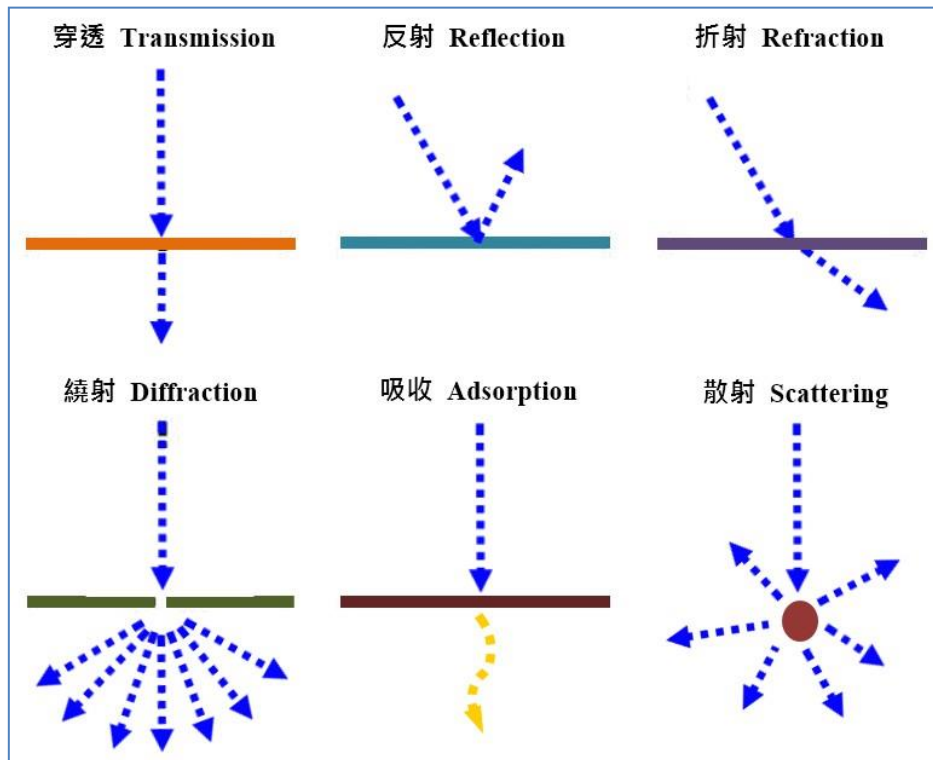 穿透 Transmission
反射 Reflection
折射 Refraction
繞射 Diffraction
吸收 Adsorption
散射 Scattering